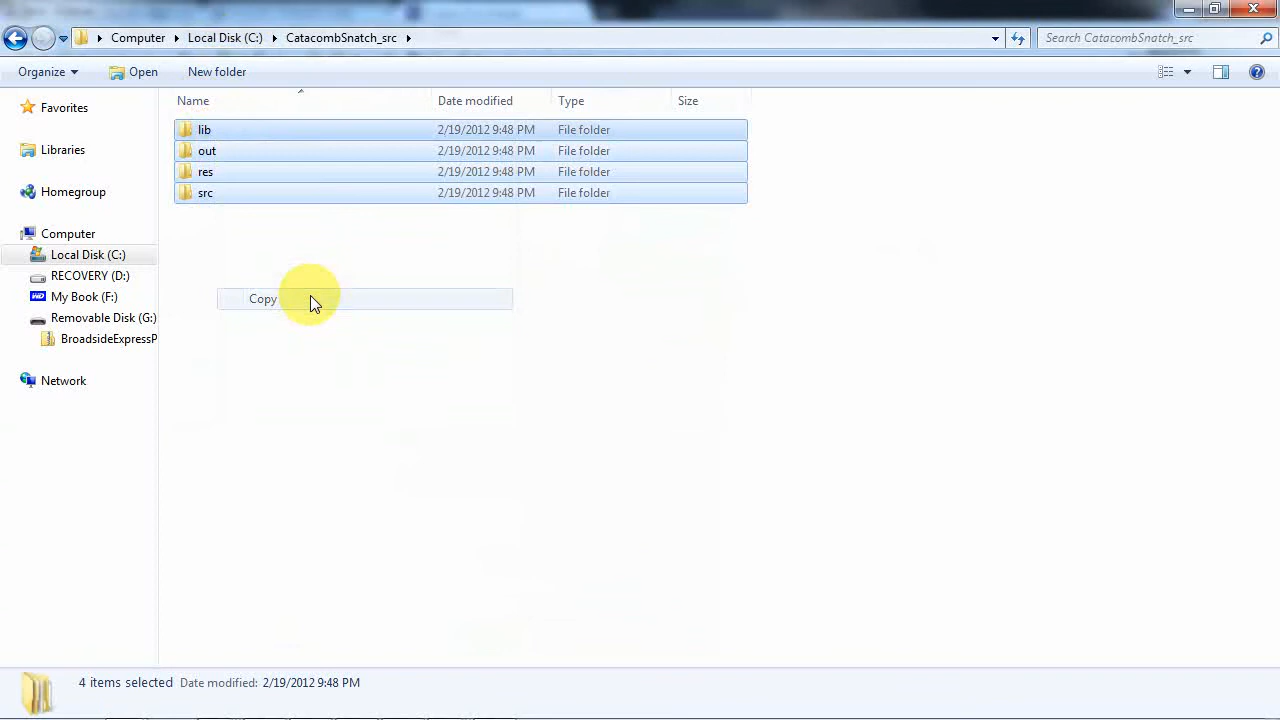 Computer Local Disk (C:) CatacombSnatch_src Search CatacombSnatch_src
Organize Open New folder
Favorites
Libraries
Homegroup
Computer
Local Disk (C:)
RECOVERY (D:)
My Book (F:)
Removable Disk (G:)
BroadsideExpressP
Network
Name Date modified Type Size
lib 2/19/2012 9:48 PM File folder
out 2/19/2012 9:48 PM File folder
res 2/19/2012 9:48 PM File folder
src 2/19/2012 9:48 PM File folder
Copy
4 items selected Date modified: 2/19/2012 9:48 PM